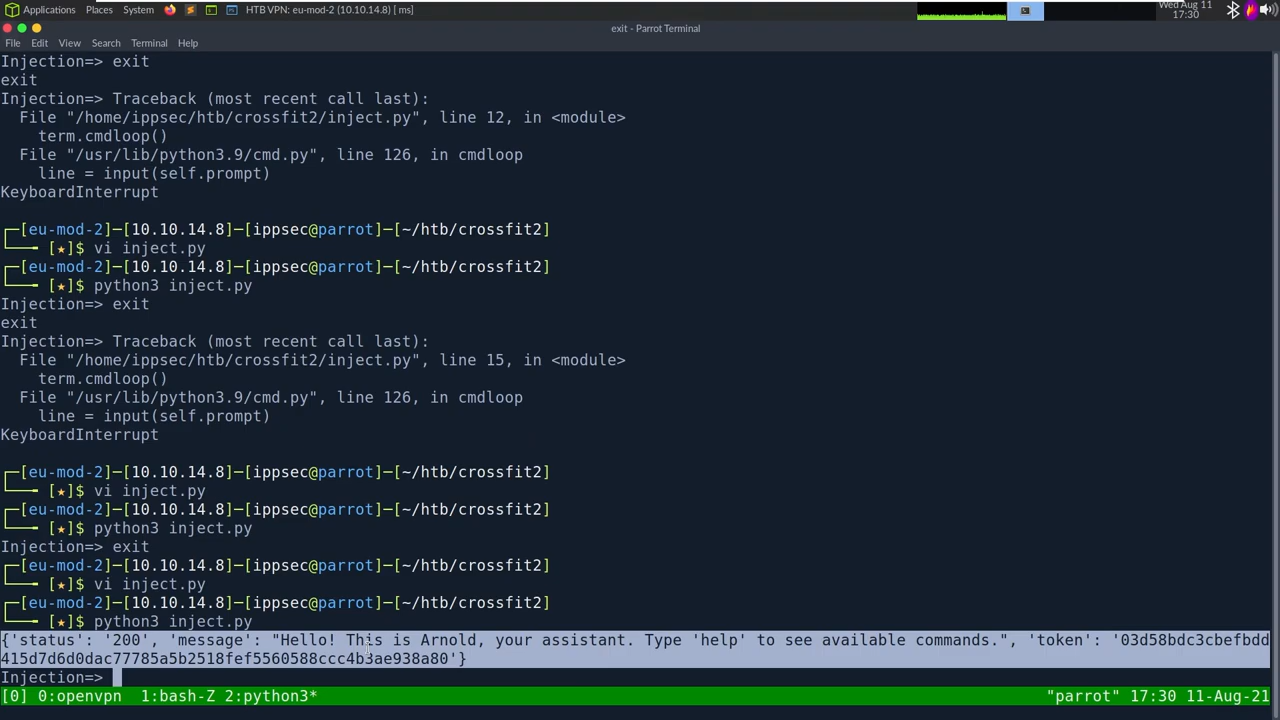 Applications Places System HTB VPN: eu-mod-2 (10.10.14.8) [ ms] Wed Aug 11
17:30
exit - Parrot Terminal
File Edit View Search Terminal Help
Injection=> exit
exit
Injection=> Traceback (most recent call last):
  File "/home/ippsec/htb/crossfit2/inject.py", line 12, in <module>
    term.cmdloop()
  File "/usr/lib/python3.9/cmd.py", line 126, in cmdloop
    line = input(self.prompt)
KeyboardInterrupt
┌─[eu-mod-2]─[10.10.14.8]─[ippsec@parrot]─[~/htb/crossfit2]
└──╼ [★]$ vi inject.py
┌─[eu-mod-2]─[10.10.14.8]─[ippsec@parrot]─[~/htb/crossfit2]
└──╼ [★]$ python3 inject.py
Injection=> exit
exit
Injection=> Traceback (most recent call last):
  File "/home/ippsec/htb/crossfit2/inject.py", line 15, in <module>
    term.cmdloop()
  File "/usr/lib/python3.9/cmd.py", line 126, in cmdloop
    line = input(self.prompt)
KeyboardInterrupt
┌─[eu-mod-2]─[10.10.14.8]─[ippsec@parrot]─[~/htb/crossfit2]
└──╼ [★]$ vi inject.py
┌─[eu-mod-2]─[10.10.14.8]─[ippsec@parrot]─[~/htb/crossfit2]
└──╼ [★]$ python3 inject.py
Injection=> exit
┌─[eu-mod-2]─[10.10.14.8]─[ippsec@parrot]─[~/htb/crossfit2]
└──╼ [★]$ vi inject.py
┌─[eu-mod-2]─[10.10.14.8]─[ippsec@parrot]─[~/htb/crossfit2]
└──╼ [★]$ python3 inject.py
{'status': '200', 'message': "Hello! This is Arnold, your assistant. Type 'help' to see available commands.", 'token': '03d58bdc3cbefbdd
415d7d6d0dac77785a5b2518fef5560588ccc4b3ae938a80'}
Injection=>
[0] 0:openvpn  1:bash-Z 2:python3* "parrot" 17:30 11-Aug-21